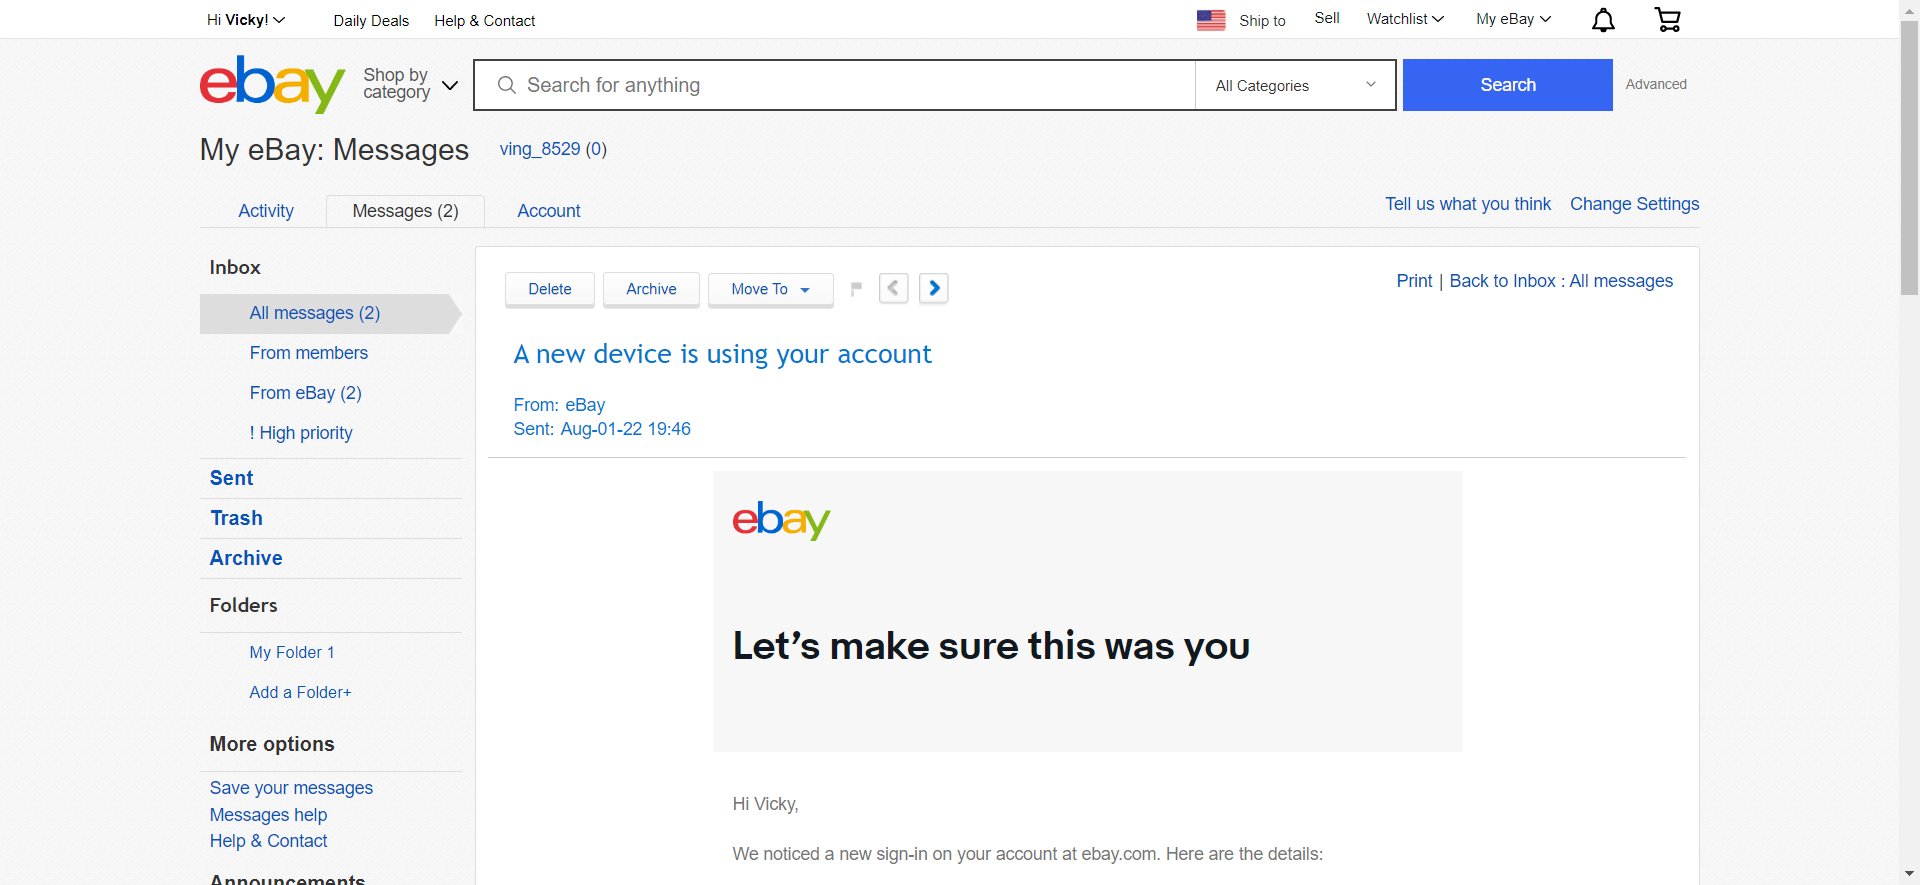 Hi Vicky! Daily Deals Help & Contact Ship to Sell Watchlist My eBay
ebay Shop by category Search for anything All Categories Search Advanced
My eBay: Messages ving_8529 (0)
Activity Messages (2) Account Tell us what you think Change Settings
Inbox
All messages (2)
From members
From eBay (2)
! High priority
Sent
Trash
Archive
Folders
My Folder 1
Add a Folder+
More options
Save your messages
Messages help
Help & Contact
Announcements
Delete Archive Move To Print | Back to Inbox : All messages
A new device is using your account
From: eBay
Sent: Aug-01-22 19:46
ebay
Let’s make sure this was you
Hi Vicky,
We noticed a new sign-in on your account at ebay.com. Here are the details: